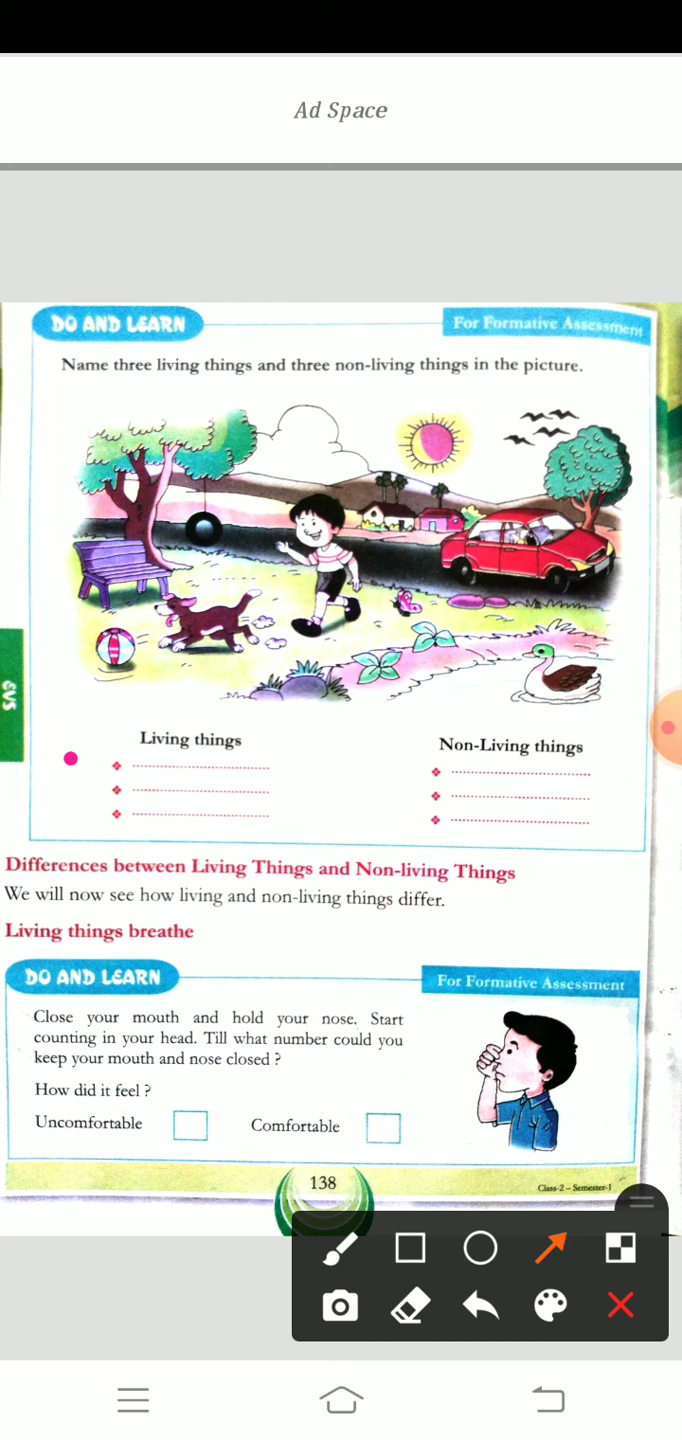 Ad Space
DO AND LEARN
For Formative Assessment
Name three living things and three non-living things in the picture.
EVS
Living things
Non-Living things
Differences between Living Things and Non-living Things
We will now see how living and non-living things differ.
Living things breathe
DO AND LEARN
For Formative Assessment
Close your mouth and hold your nose. Start
counting in your head. Till what number could you
keep your mouth and nose closed ?
How did it feel ?
Uncomfortable
Comfortable
138
Class-2 – Semester-1